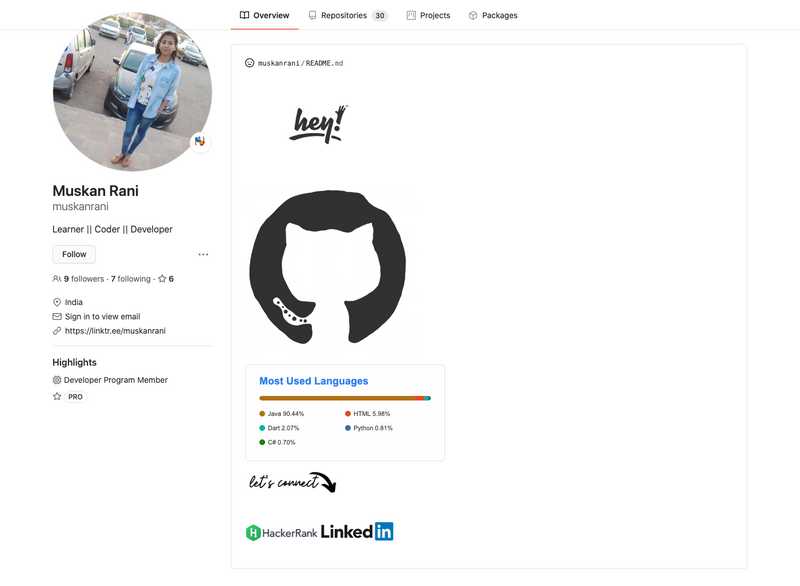 Overview
Repositories 30
Projects
Packages
Muskan Rani
muskanrani
Learner || Coder || Developer
Follow
9 followers · 7 following · 6
India
Sign in to view email
https://linktr.ee/muskanrani
Highlights
Developer Program Member
PRO
muskanrani/README.md
hey!
Most Used Languages
Java 90.44%
HTML 5.98%
Dart 2.07%
Python 0.81%
C# 0.70%
let's connect
H HackerRank
Linked in